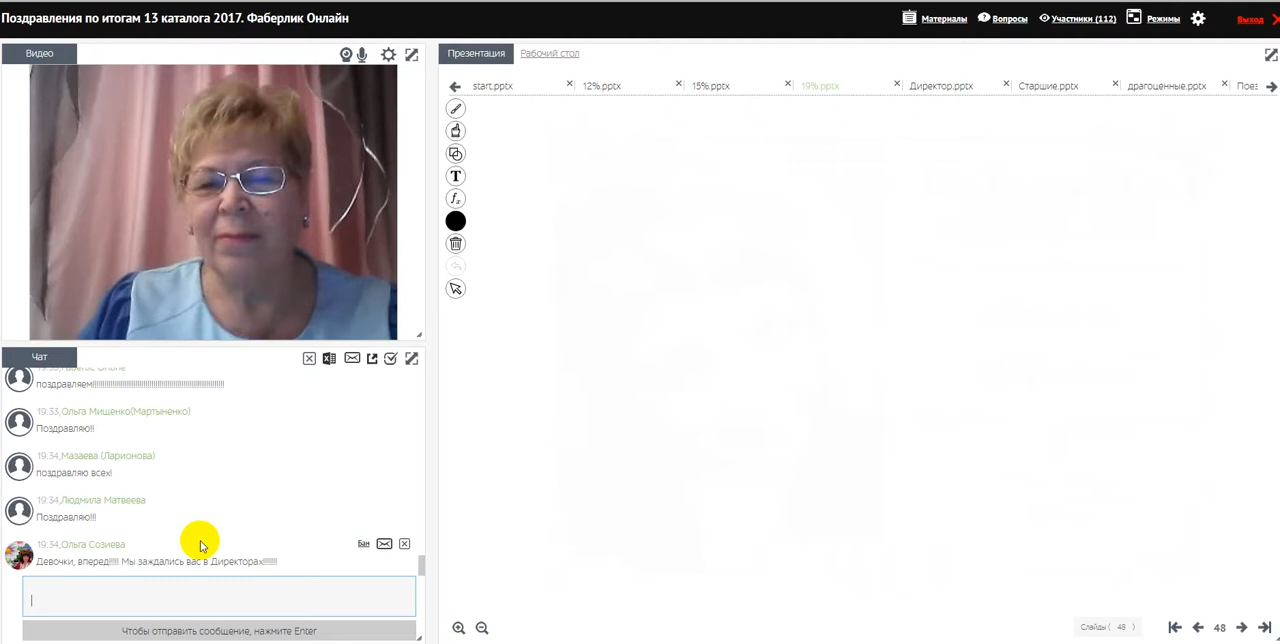 Поздравления по итогам 13 каталога 2017. Фаберлик Онлайн
Материалы
Вопросы
Участники (112)
Режимы
Выход
Видео
Презентация
Рабочий стол
start.pptx
12%.pptx
15%.pptx
19%.pptx
Директор.pptx
Старшие.pptx
драгоценные.pptx
Поез
T
fx
Чат
поздравляем!!!!!!!!!!!!!!!!!!!!!!!!!!!!!!!!!!!!!!!!!!!!!!!!!!!!!!!!!!!!!!
19:33,Ольга Мищенко(Мартыненко)
Поздравляю!!
19:34,Мазаева (Ларионова)
поздравляю всех!
19:34,Людмила Матвеева
Поздравляю!!!
19:34,Ольга Созиева
Бан
Девочки, вперед!!!!! Мы заждались вас в Директорах!!!!!!!
Чтобы отправить сообщение, нажмите Enter
Слайды ( 48 )
48